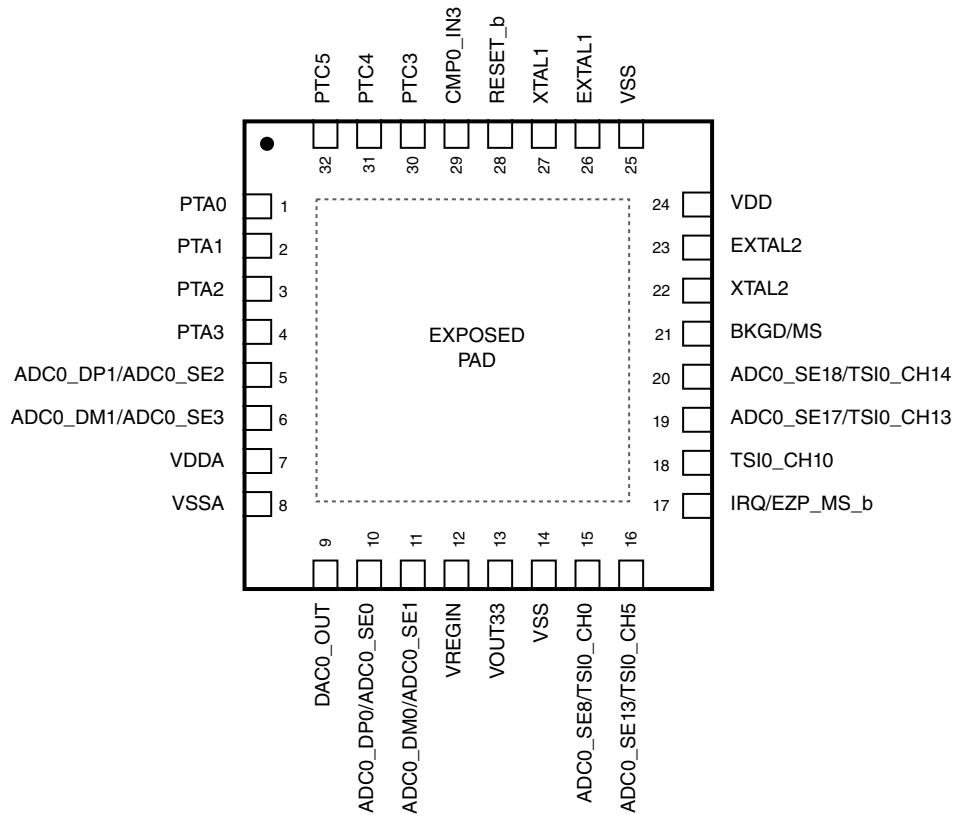 PTC5
PTC4
PTC3
CMP0_IN3
RESET_b
XTAL1
EXTAL1
VSS
32
31
30
29
28
27
26
25
PTA0 1
PTA1 2
PTA2 3
PTA3 4
ADC0_DP1/ADC0_SE2 5
ADC0_DM1/ADC0_SE3 6
VDDA 7
VSSA 8
EXPOSED
PAD
24 VDD
23 EXTAL2
22 XTAL2
21 BKGD/MS
20 ADC0_SE18/TSI0_CH14
19 ADC0_SE17/TSI0_CH13
18 TSI0_CH10
17 IRQ/EZP_MS_b
9
10
11
12
13
14
15
16
DAC0_OUT
ADC0_DP0/ADC0_SE0
ADC0_DM0/ADC0_SE1
VREGIN
VOUT33
VSS
ADC0_SE8/TSI0_CH0
ADC0_SE13/TSI0_CH5